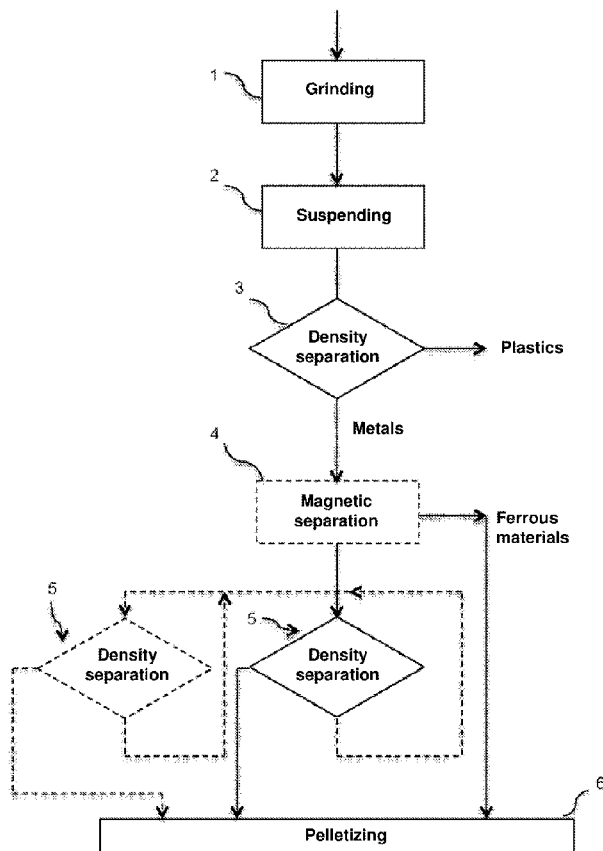 1
Grinding
2
Suspending
3
Density
separation
Plastics
Metals
4
Magnetic
separation
Ferrous
materials
5
Density
separation
5
Density
separation
6
Pelletizing